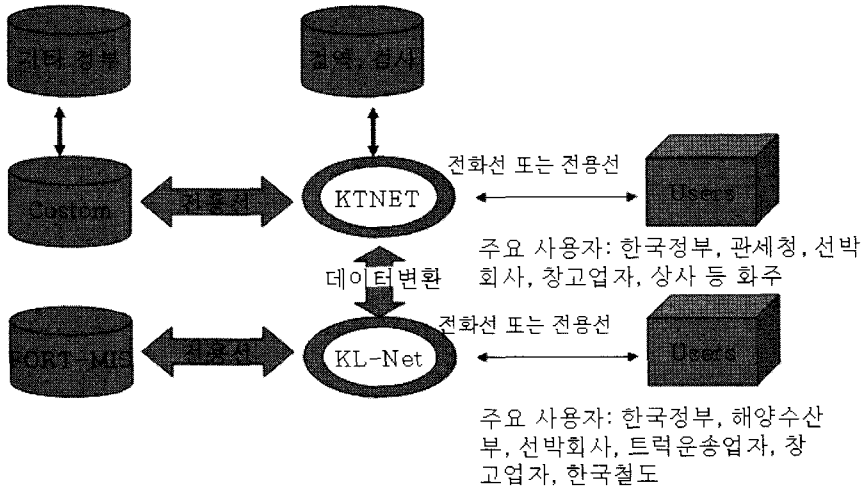 기타 정부
검역, 검사
전화선 또는 전용선
Custom
전용선
KTNET
Users
주요 사용자: 한국정부, 관세청, 선박
회사, 창고업자, 상사 등 화주
데이터변환
전화선 또는 전용선
PORT-MIS
전용선
KL-Net
Users
주요 사용자: 한국정부, 해양수산
부, 선박회사, 트럭운송업자, 창
고업자, 한국철도